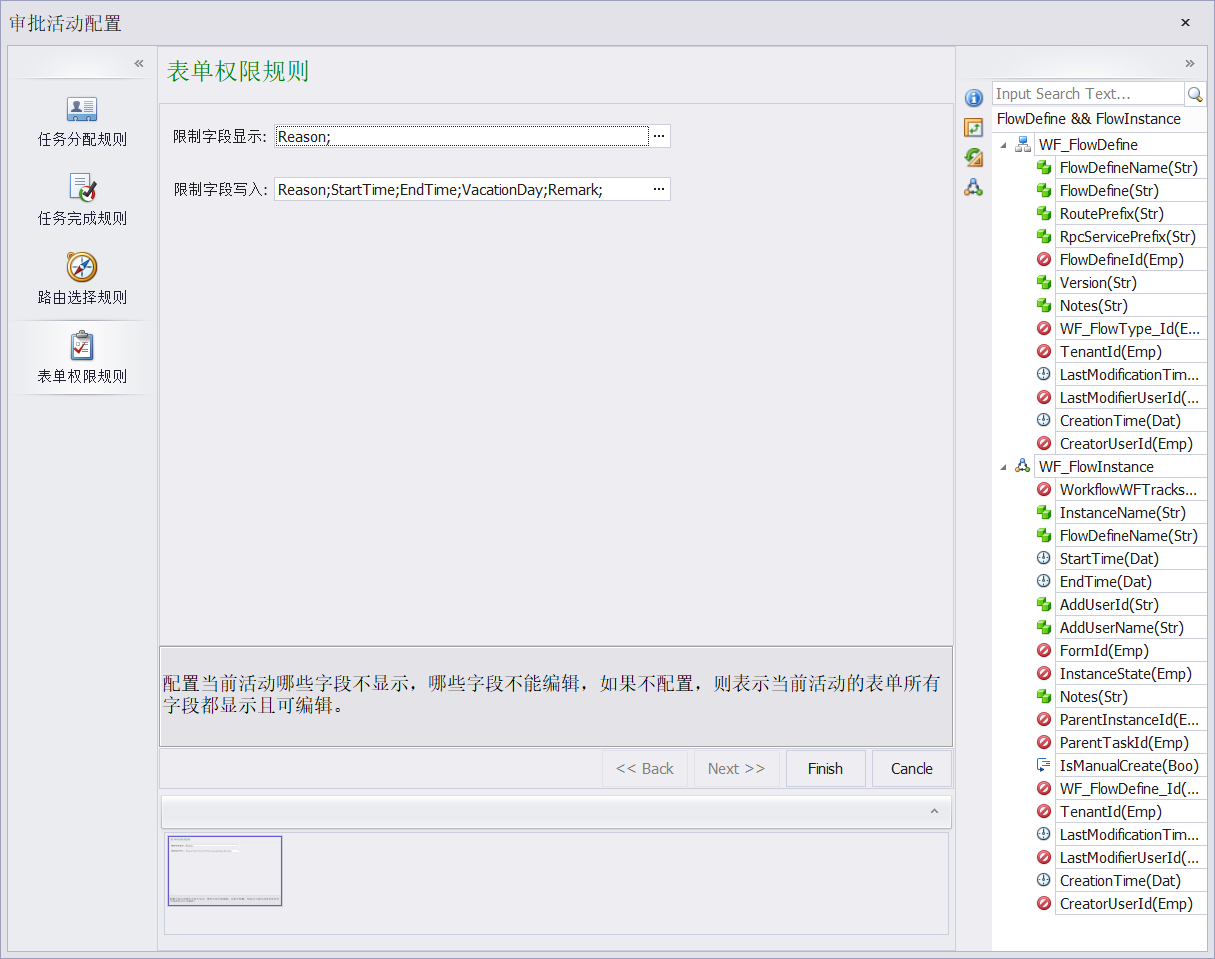 审批活动配置
任务分配规则
任务完成规则
路由选择规则
表单权限规则
表单权限规则
限制字段显示:
Reason;
限制字段写入:
Reason;StartTime;EndTime;VacationDay;Remark;
配置当前活动哪些字段不显示，哪些字段不能编辑，如果不配置，则表示当前活动的表单所有
字段都显示且可编辑。
<< Back
Next >>
Finish
Cancle
Input Search Text...
FlowDefine && FlowInstance
WF_FlowDefine
FlowDefineName(Str)
FlowDefine(Str)
RoutePrefix(Str)
RpcServicePrefix(Str)
FlowDefineId(Emp)
Version(Str)
Notes(Str)
WF_FlowType_Id(E...
TenantId(Emp)
LastModificationTim...
LastModifierUserId(...
CreationTime(Dat)
CreatorUserId(Emp)
WF_FlowInstance
WorkflowWFTracks...
InstanceName(Str)
FlowDefineName(Str)
StartTime(Dat)
EndTime(Dat)
AddUserId(Str)
AddUserName(Str)
FormId(Emp)
InstanceState(Emp)
Notes(Str)
ParentInstanceId(E...
ParentTaskId(Emp)
IsManualCreate(Boo)
WF_FlowDefine_Id(...
TenantId(Emp)
LastModificationTim...
LastModifierUserId(...
CreationTime(Dat)
CreatorUserId(Emp)